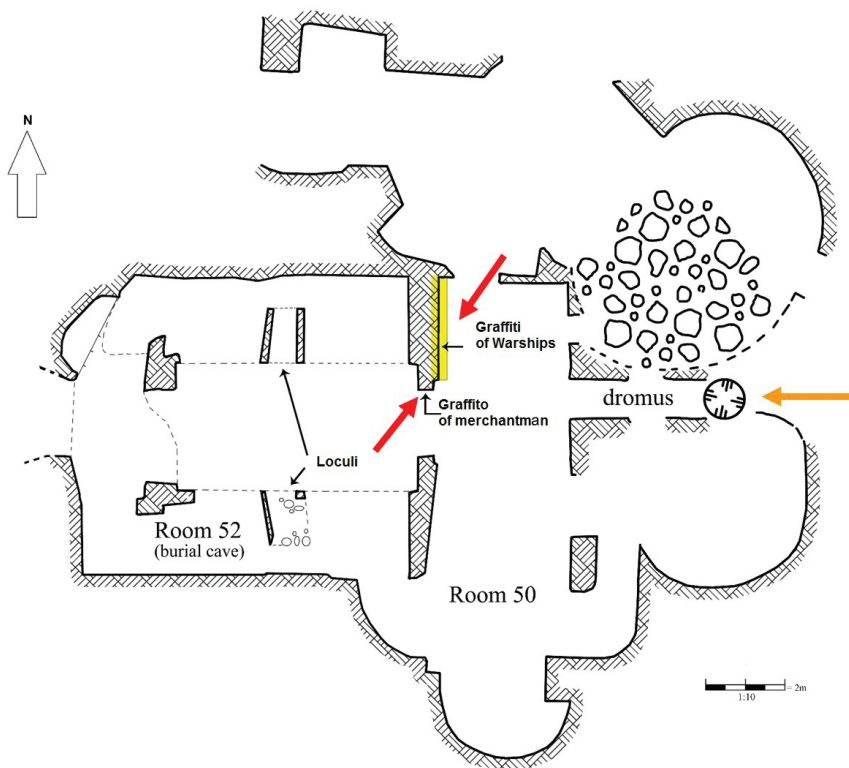 N
Graffiti
of Warships
dromus
Graffito
of merchantman
Loculi
Room 52
(burial cave)
Room 50
= 2m
1:10